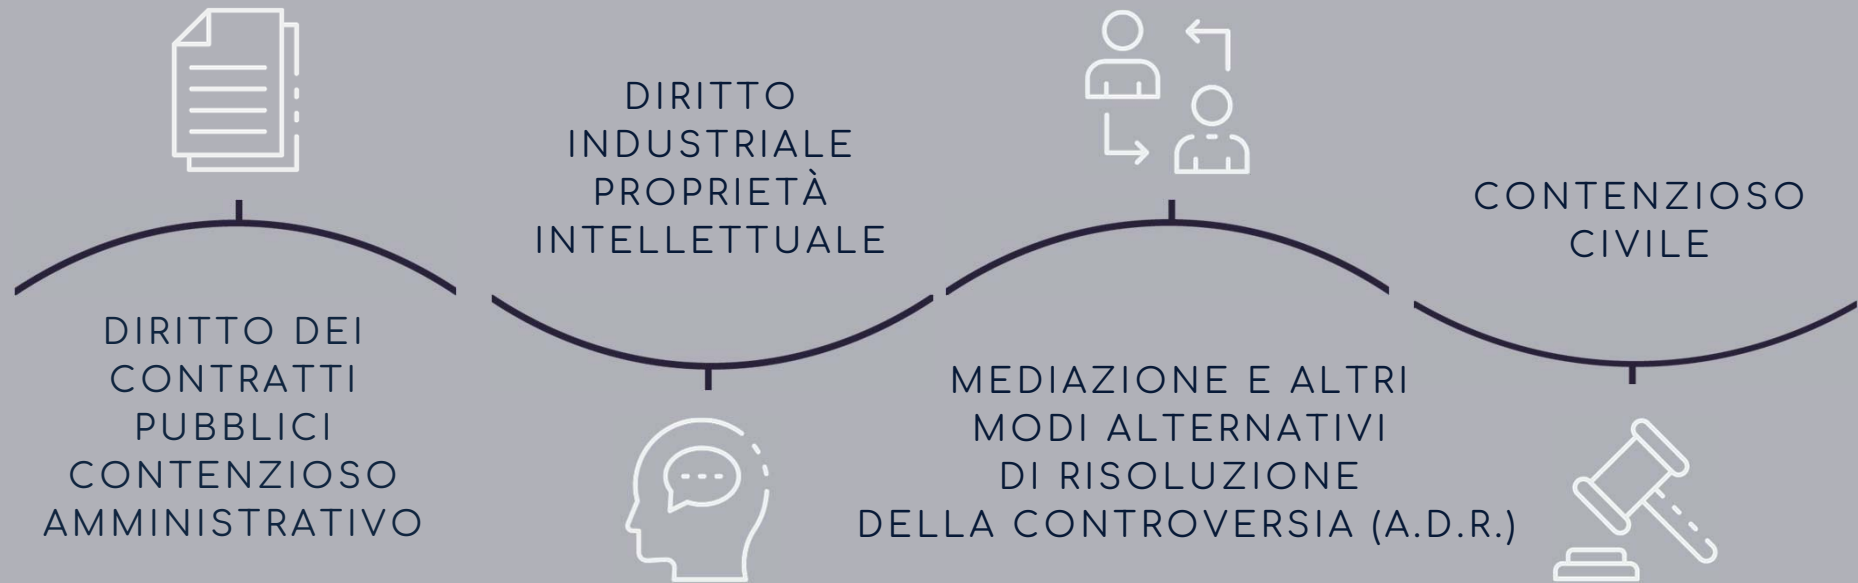 DIRITTO DEI
CONTRATTI
PUBBLICI
CONTENZIOSO
AMMINISTRATIVO
DIRITTO
INDUSTRIALE
PROPRIETÀ
INTELLETTUALE
MEDIAZIONE E ALTRI
MODI ALTERNATIVI
DI RISOLUZIONE
DELLA CONTROVERSIA (A.D.R.)
CONTENZIOSO
CIVILE